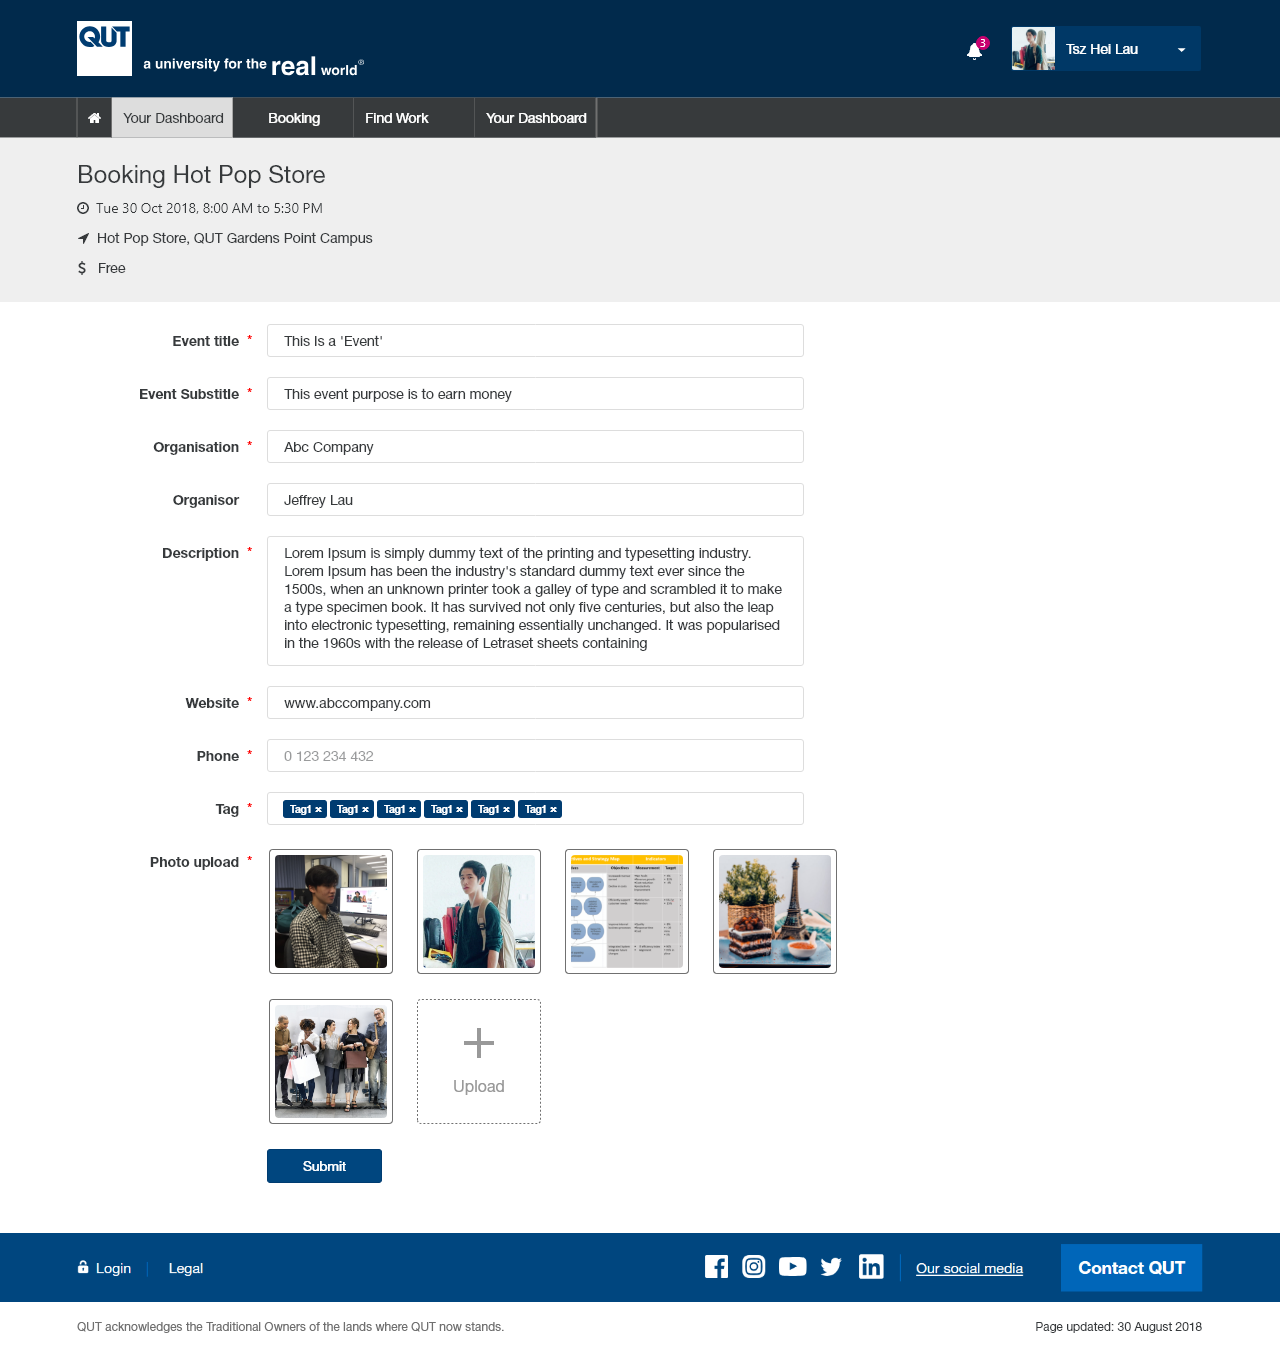 QUT
a university for the real world®
3
Tsz Hei Lau
Your Dashboard
Booking
Find Work
Your Dashboard
Booking Hot Pop Store
Tue 30 Oct 2018, 8:00 AM to 5:30 PM
Hot Pop Store, QUT Gardens Point Campus
$ Free
Event title * This Is a 'Event'
Event Substitle * This event purpose is to earn money
Organisation * Abc Company
Organisor Jeffrey Lau
Description * Lorem Ipsum is simply dummy text of the printing and typesetting industry.
Lorem Ipsum has been the industry's standard dummy text ever since the
1500s, when an unknown printer took a galley of type and scrambled it to make
a type specimen book. It has survived not only five centuries, but also the leap
into electronic typesetting, remaining essentially unchanged. It was popularised
in the 1960s with the release of Letraset sheets containing
Website * www.abccompany.com
Phone * 0 123 234 432
Tag * Tag1 × Tag1 × Tag1 × Tag1 × Tag1 × Tag1 ×
Photo upload *
Objectives Measurement Target
Upload
Submit
Login
Legal
Our social media
Contact QUT
QUT acknowledges the Traditional Owners of the lands where QUT now stands.
Page updated: 30 August 2018